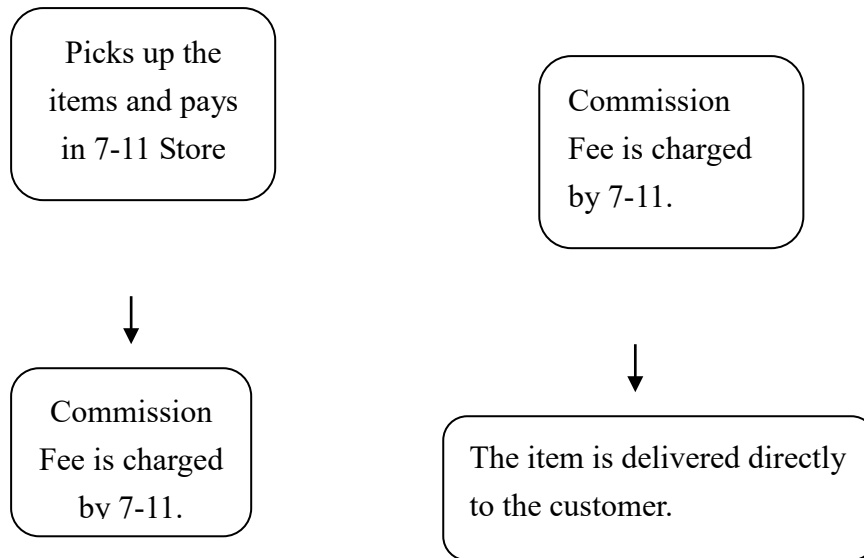 Picks up the
items and pays
in 7-11 Store
Commission
Fee is charged
by 7-11.
Commission
Fee is charged
by 7-11.
The item is delivered directly
to the customer.